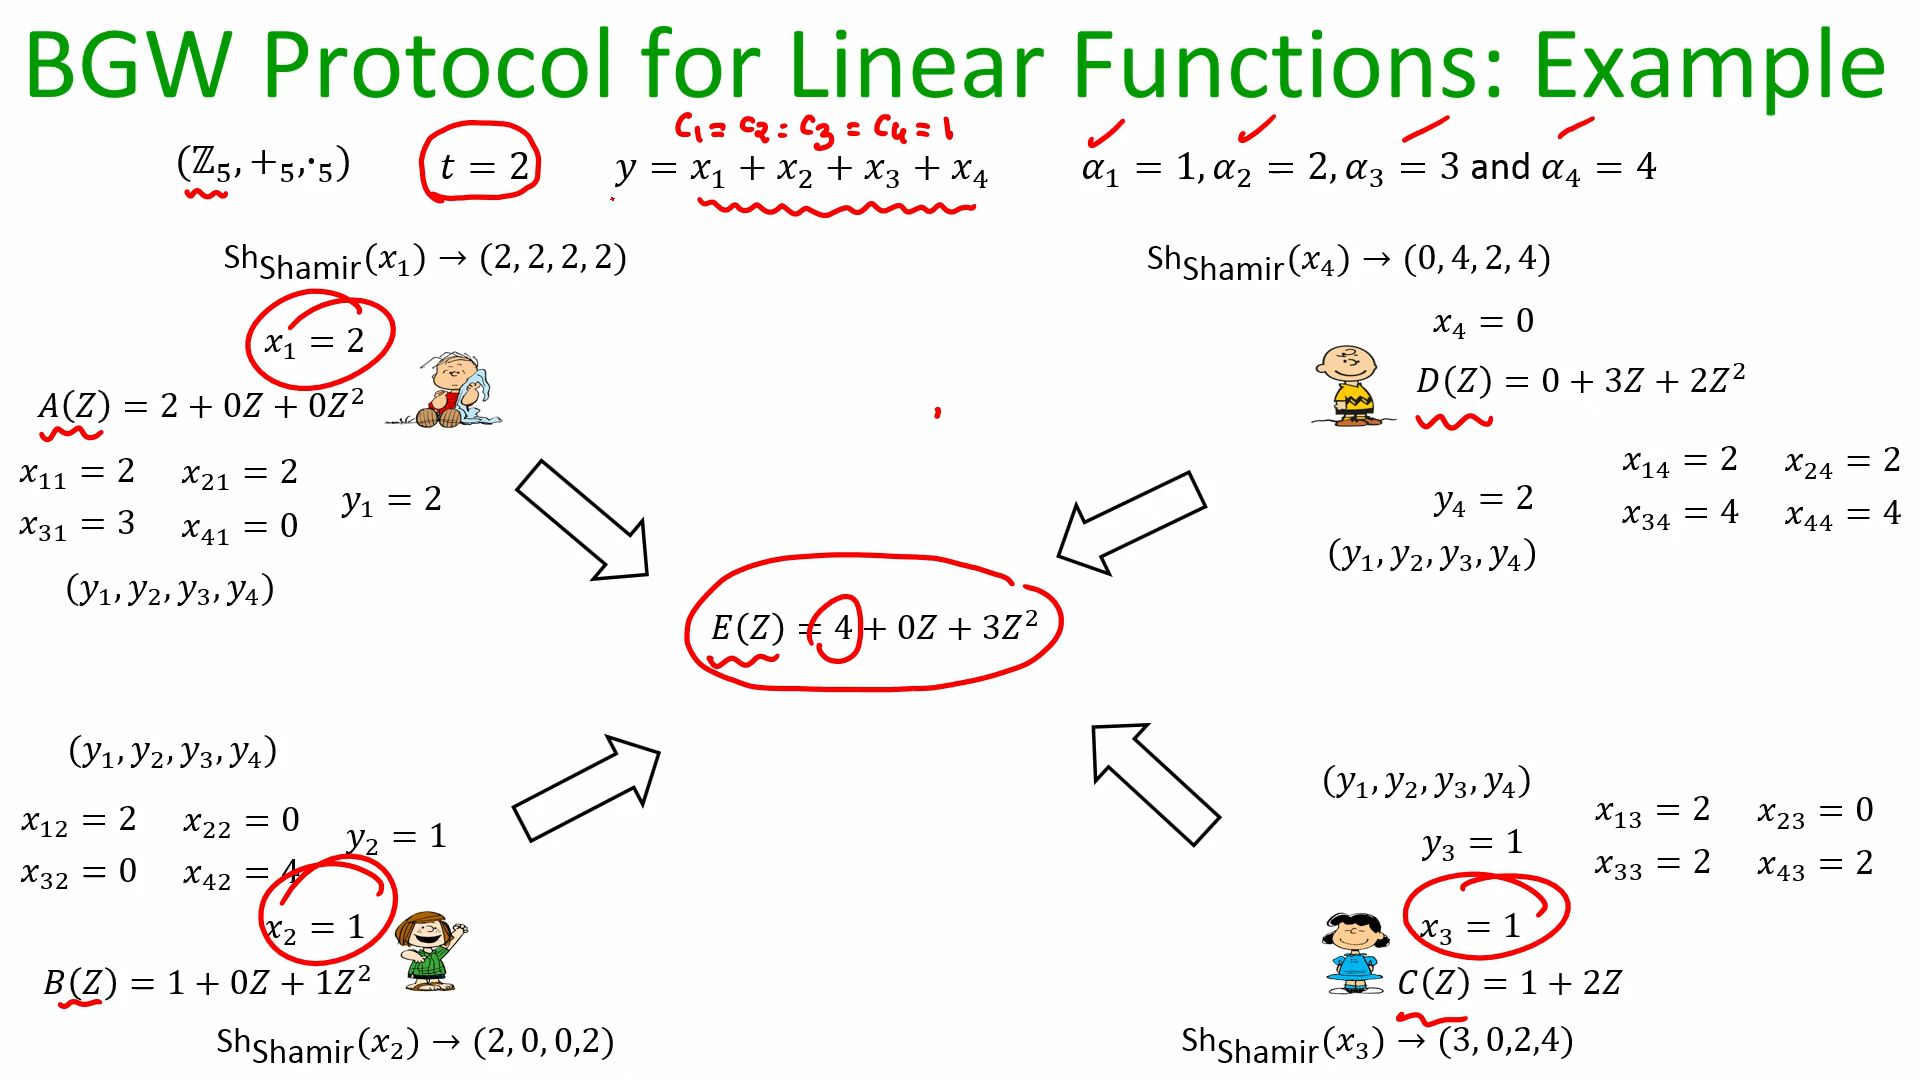 BGW Protocol for Linear Functions: Example
c₁ = c₂ = c₃ = c₄ = 1
(ℤ₅, +₅, ·₅)
t = 2
y = x₁ + x₂ + x₃ + x₄
α₁ = 1, α₂ = 2, α₃ = 3 and α₄ = 4
Sh_Shamir(x₁) → (2, 2, 2, 2)
x₁ = 2
A(Z) = 2 + 0Z + 0Z²
x₁₁ = 2 x₂₁ = 2
x₃₁ = 3 x₄₁ = 0
y₁ = 2
(y₁, y₂, y₃, y₄)
Sh_Shamir(x₄) → (0, 4, 2, 4)
x₄ = 0
D(Z) = 0 + 3Z + 2Z²
x₁₄ = 2 x₂₄ = 2
x₃₄ = 4 x₄₄ = 4
y₄ = 2
(y₁, y₂, y₃, y₄)
E(Z) = 4 + 0Z + 3Z²
(y₁, y₂, y₃, y₄)
x₁₂ = 2 x₂₂ = 0
x₃₂ = 0 x₄₂ = 4
y₂ = 1
x₂ = 1
B(Z) = 1 + 0Z + 1Z²
Sh_Shamir(x₂) → (2, 0, 0,2)
(y₁, y₂, y₃, y₄)
x₁₃ = 2 x₂₃ = 0
x₃₃ = 2 x₄₃ = 2
y₃ = 1
x₃ = 1
C(Z) = 1 + 2Z
Sh_Shamir(x₃) → (3, 0,2,4)